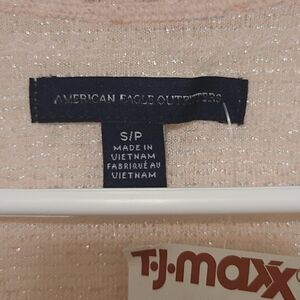 AMERICAN EAGLE OUTFITTERS
S/P
MADE IN
VIETNAM
FABRIQUÉ AU
VIETNAM
T·J·maxx